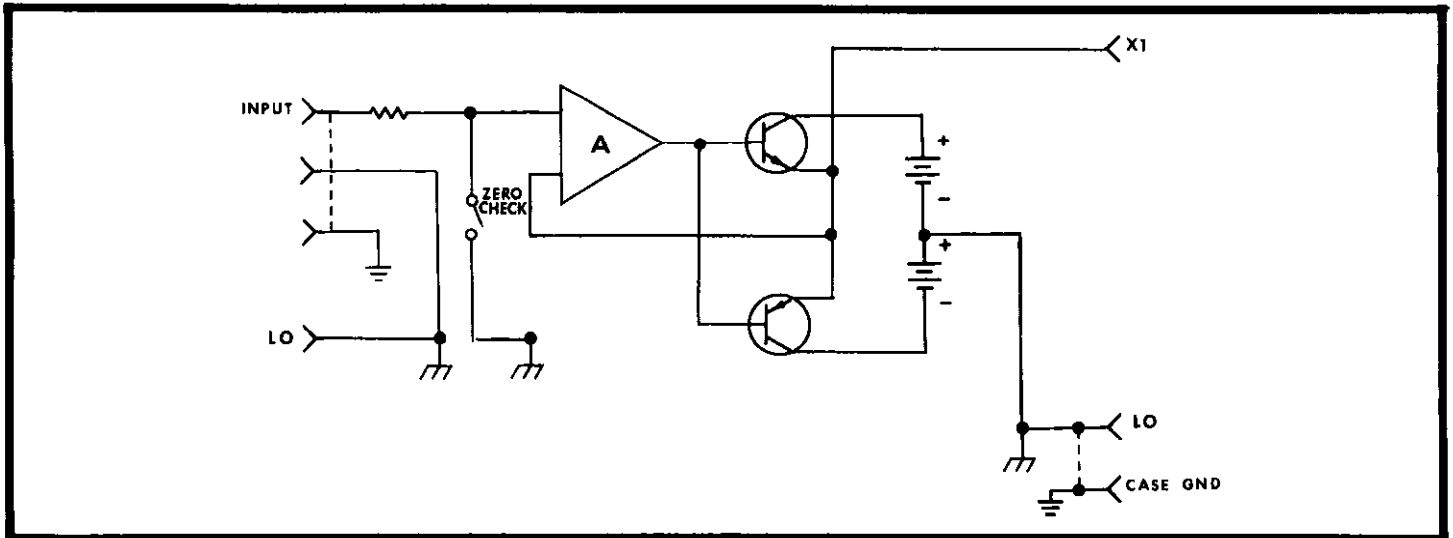 X1
INPUT
A
+
ZERO
CHECK
-
+
-
LO
LO
CASE GND